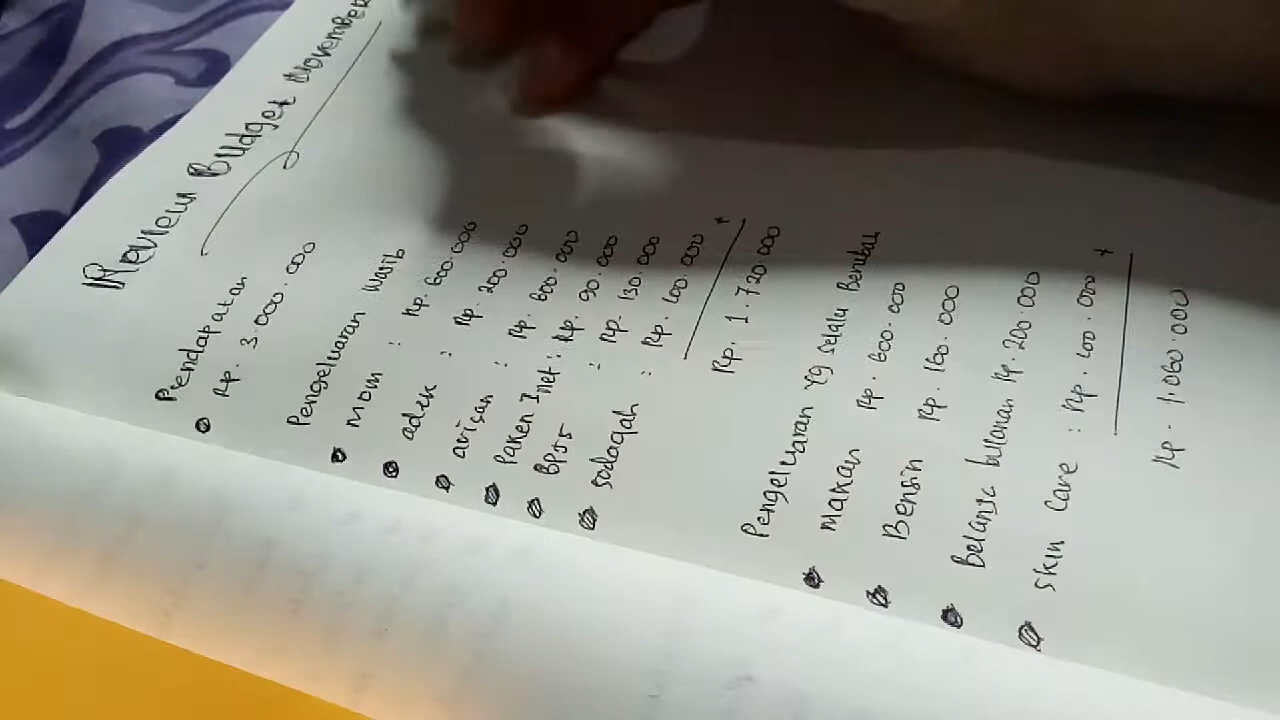 Review Budget November
Pendapatan
Rp. 3.000.000
Pengeluaran Wajib
Mom : Rp. 600.000
adek : Rp. 200.000
arisan : Rp. 600.000
Paken Inet : Rp. 90.000
BPJS : Rp. 130.000
sodaqah : Rp. 100.000 +
Rp. 1.720.000
Pengeluaran yg selalu Berubah
Makan Rp. 600.000
Bensin Rp. 160.000
Belanja bulanan Rp. 200.000
skin care : Rp. 100.000 +
Rp. 1.060.000